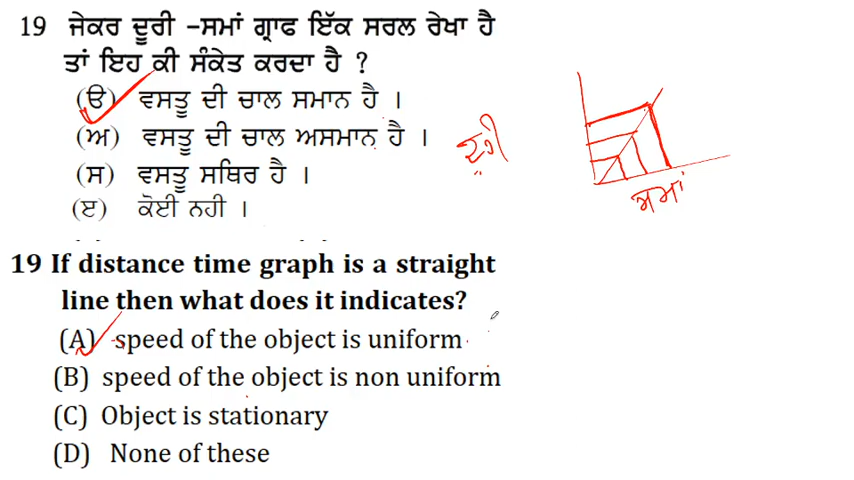 19 ਜੇਕਰ ਦੂਰੀ -ਸਮਾਂ ਗ੍ਰਾਫ ਇੱਕ ਸਰਲ ਰੇਖਾ ਹੈ
ਤਾਂ ਇਹ ਕੀ ਸੰਕੇਤ ਕਰਦਾ ਹੈ ?
(ੳ) ਵਸਤੂ ਦੀ ਚਾਲ ਸਮਾਨ ਹੈ ।
(ਅ) ਵਸਤੂ ਦੀ ਚਾਲ ਅਸਮਾਨ ਹੈ ।
(ਸ) ਵਸਤੂ ਸਥਿਰ ਹੈ ।
(ੲ) ਕੋਈ ਨਹੀ ।
ਦੂਰੀ
ਸਮਾਂ
19 If distance time graph is a straight
line then what does it indicates?
(A) speed of the object is uniform
(B) speed of the object is non uniform
(C) Object is stationary
(D) None of these